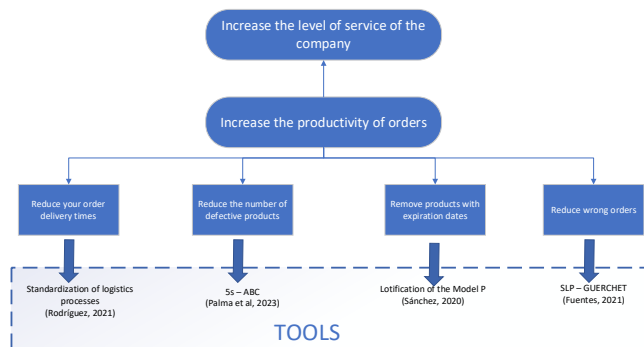 Increase the level of service of the
company
Increase the productivity of orders
Reduce your order
delivery times
Reduce the number of
defective products
Remove products with
expiration dates
Reduce wrong orders
Standardization of logistics
processes
(Rodríguez, 2021)
5s – ABC
(Palma et al, 2023)
Lotification of the Model P
(Sánchez, 2020)
SLP – GUERCHET
(Fuentes, 2021)
TOOLS